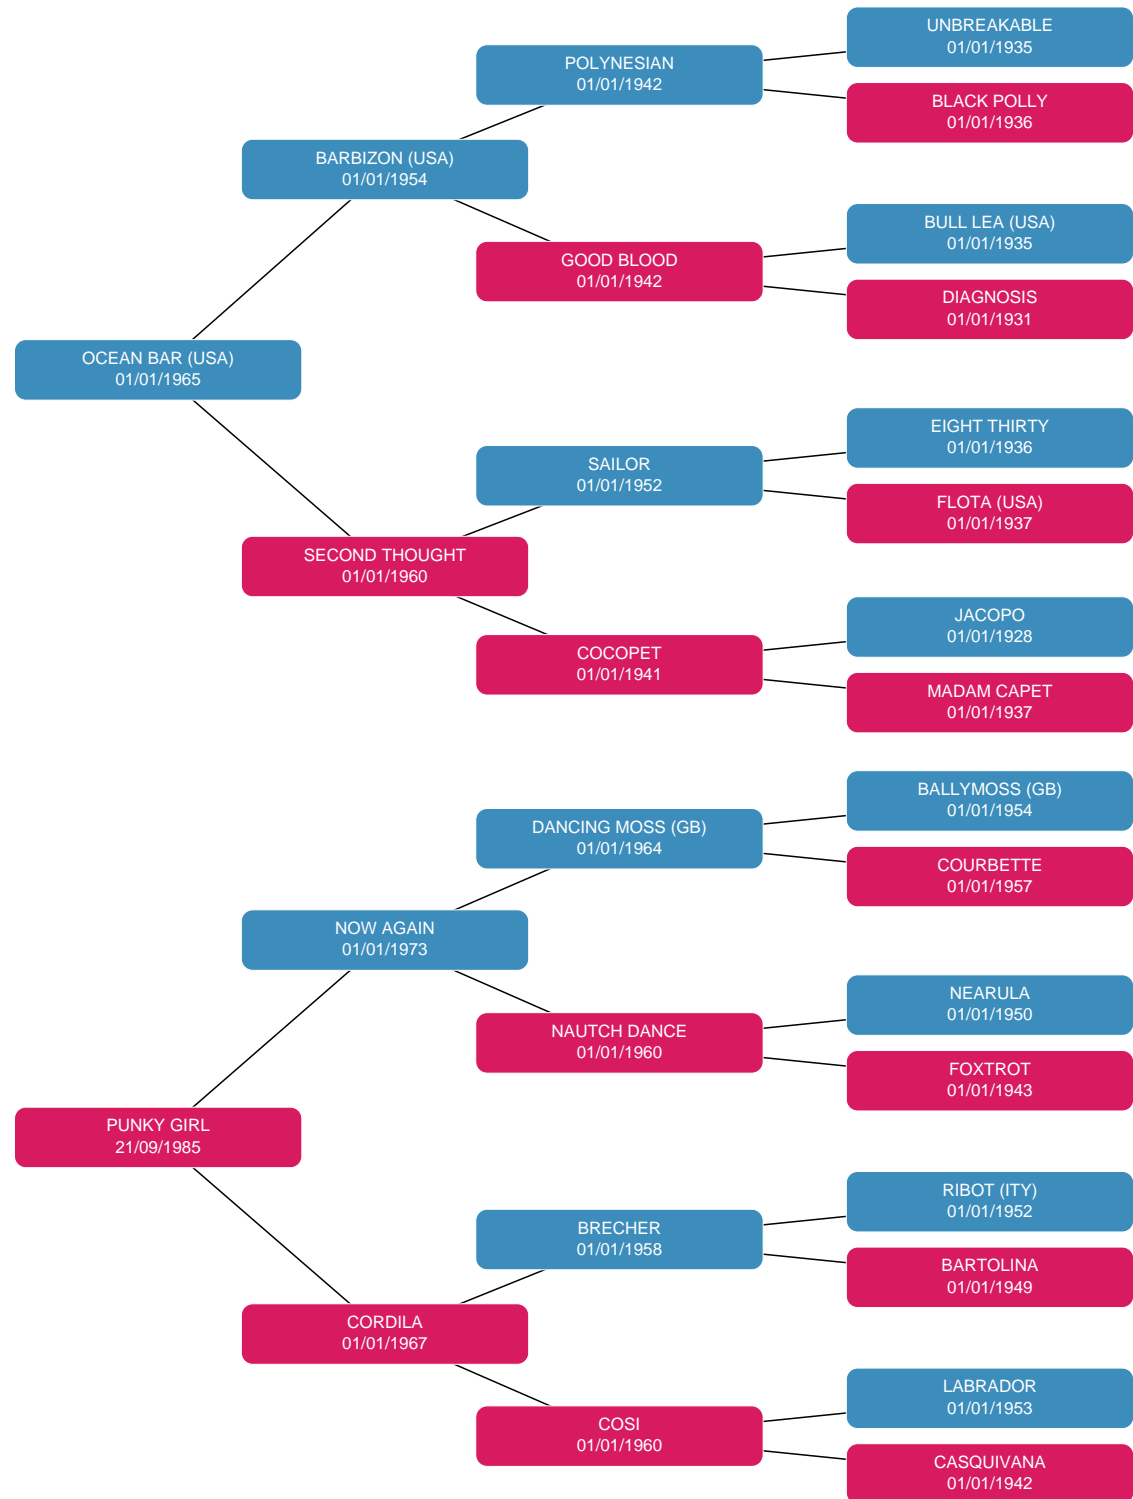 UNBREAKABLE
01/01/1935
POLYNESIAN
01/01/1942
BLACK POLLY
01/01/1936
BARBIZON (USA)
01/01/1954
BULL LEA (USA)
01/01/1935
GOOD BLOOD
01/01/1942
DIAGNOSIS
01/01/1931
OCEAN BAR (USA)
01/01/1965
EIGHT THIRTY
01/01/1936
SAILOR
01/01/1952
FLOTA (USA)
01/01/1937
SECOND THOUGHT
01/01/1960
JACOPO
01/01/1928
COCOPET
01/01/1941
MADAM CAPET
01/01/1937
BALLYMOSS (GB)
01/01/1954
DANCING MOSS (GB)
01/01/1964
COURBETTE
01/01/1957
NOW AGAIN
01/01/1973
NEARULA
01/01/1950
NAUTCH DANCE
01/01/1960
FOXTROT
01/01/1943
PUNKY GIRL
21/09/1985
RIBOT (ITY)
01/01/1952
BRECHER
01/01/1958
BARTOLINA
01/01/1949
CORDILA
01/01/1967
LABRADOR
01/01/1953
COSI
01/01/1960
CASQUIVANA
01/01/1942